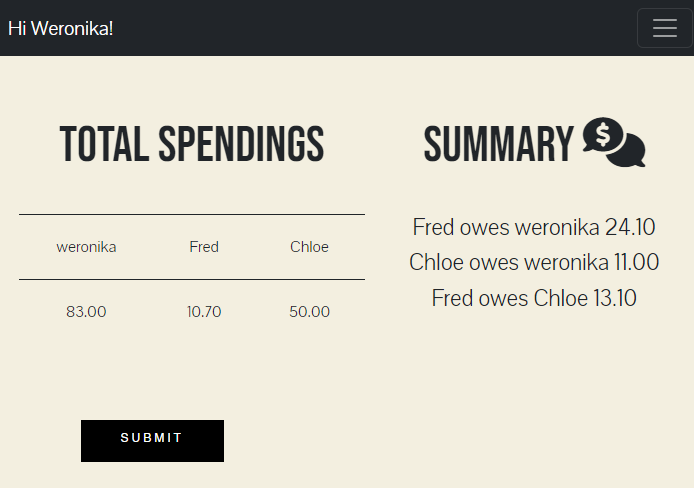 Hi Weronika!
TOTAL SPENDINGS
weronika Fred Chloe
83.00 10.70 50.00
SUBMIT
SUMMARY $
Fred owes weronika 24.10
Chloe owes weronika 11.00
Fred owes Chloe 13.10